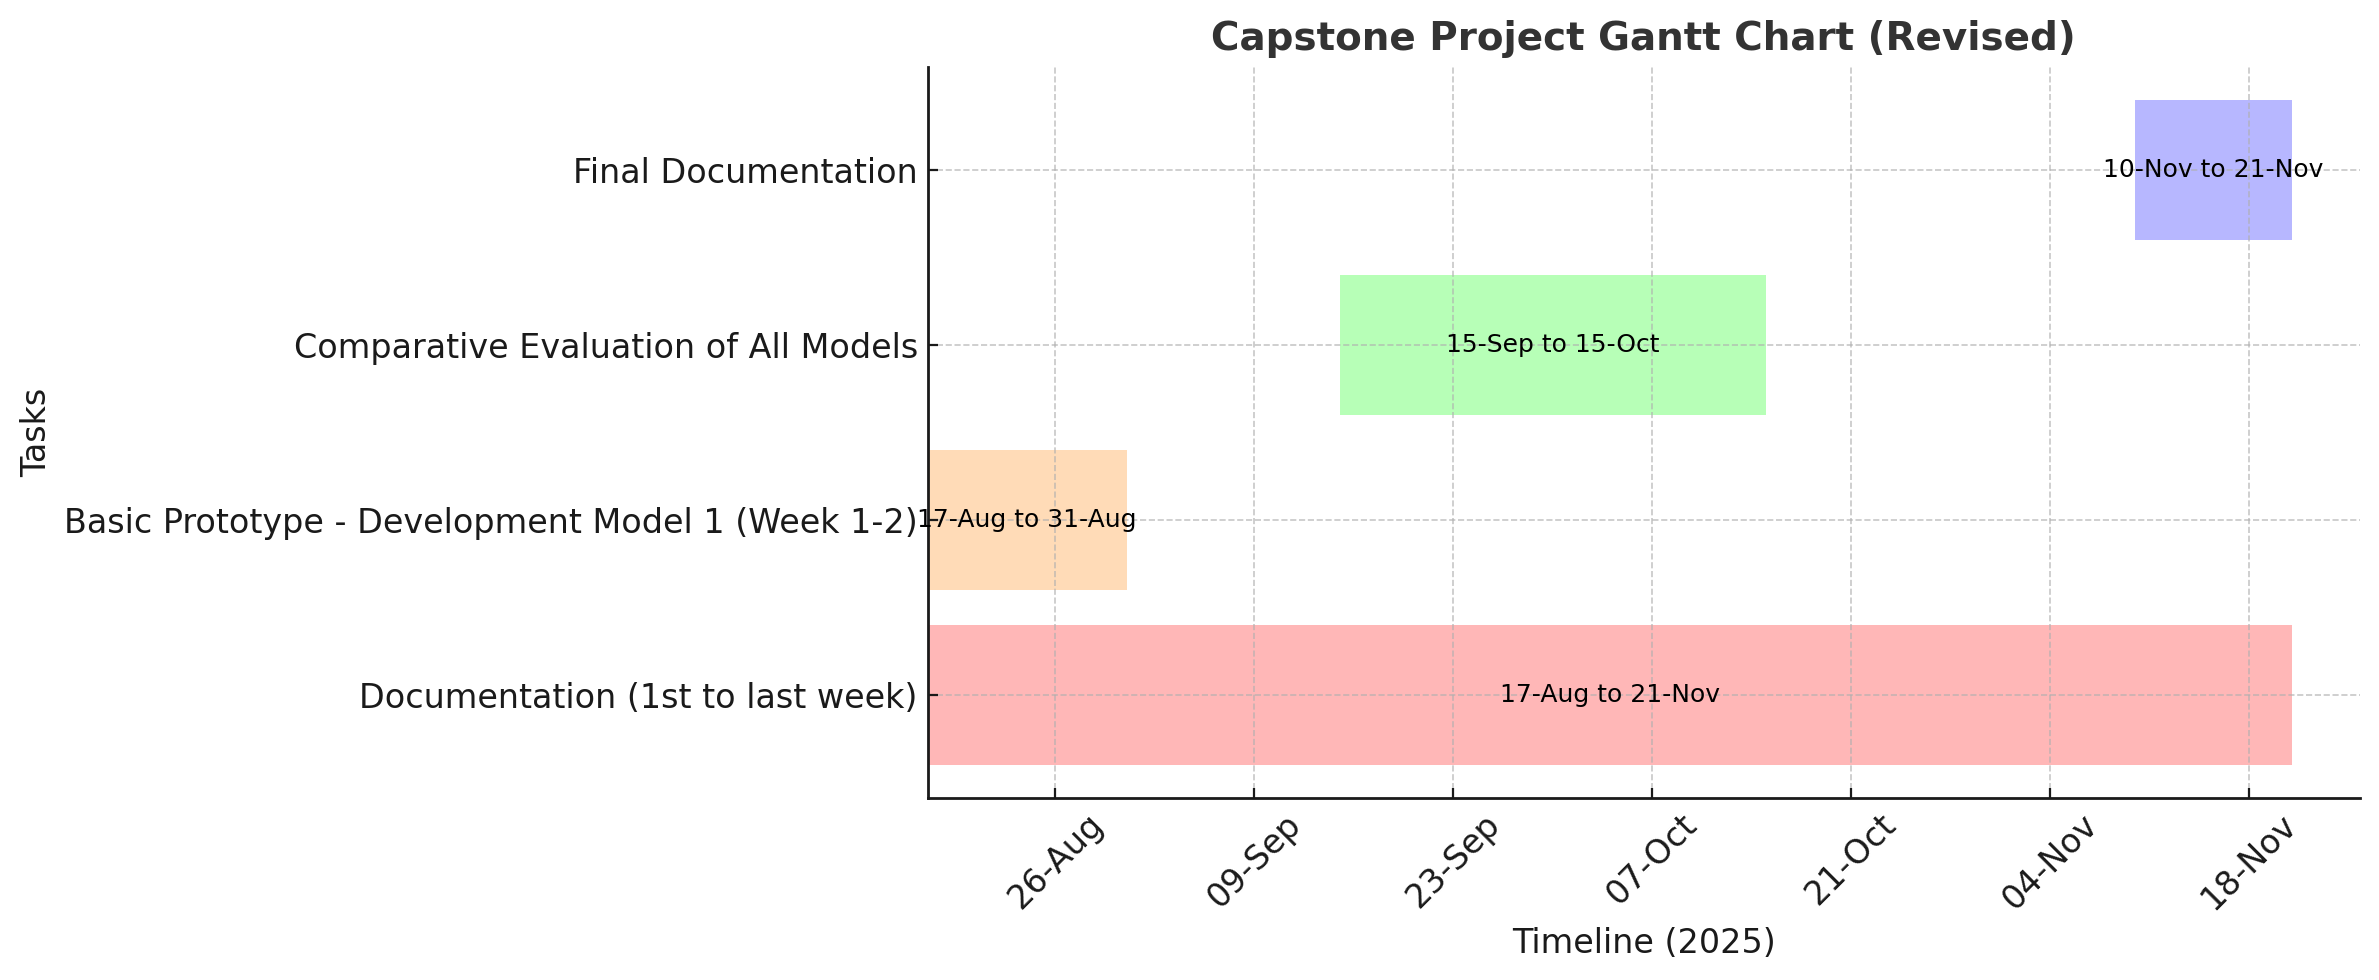 Capstone Project Gantt Chart (Revised)
Final Documentation
10-Nov to 21-Nov
Comparative Evaluation of All Models
15-Sep to 15-Oct
Basic Prototype - Development Model 1 (Week 1-2)
17-Aug to 31-Aug
Documentation (1st to last week)
17-Aug to 21-Nov
Tasks
26-Aug
09-Sep
23-Sep
07-Oct
21-Oct
04-Nov
18-Nov
Timeline (2025)